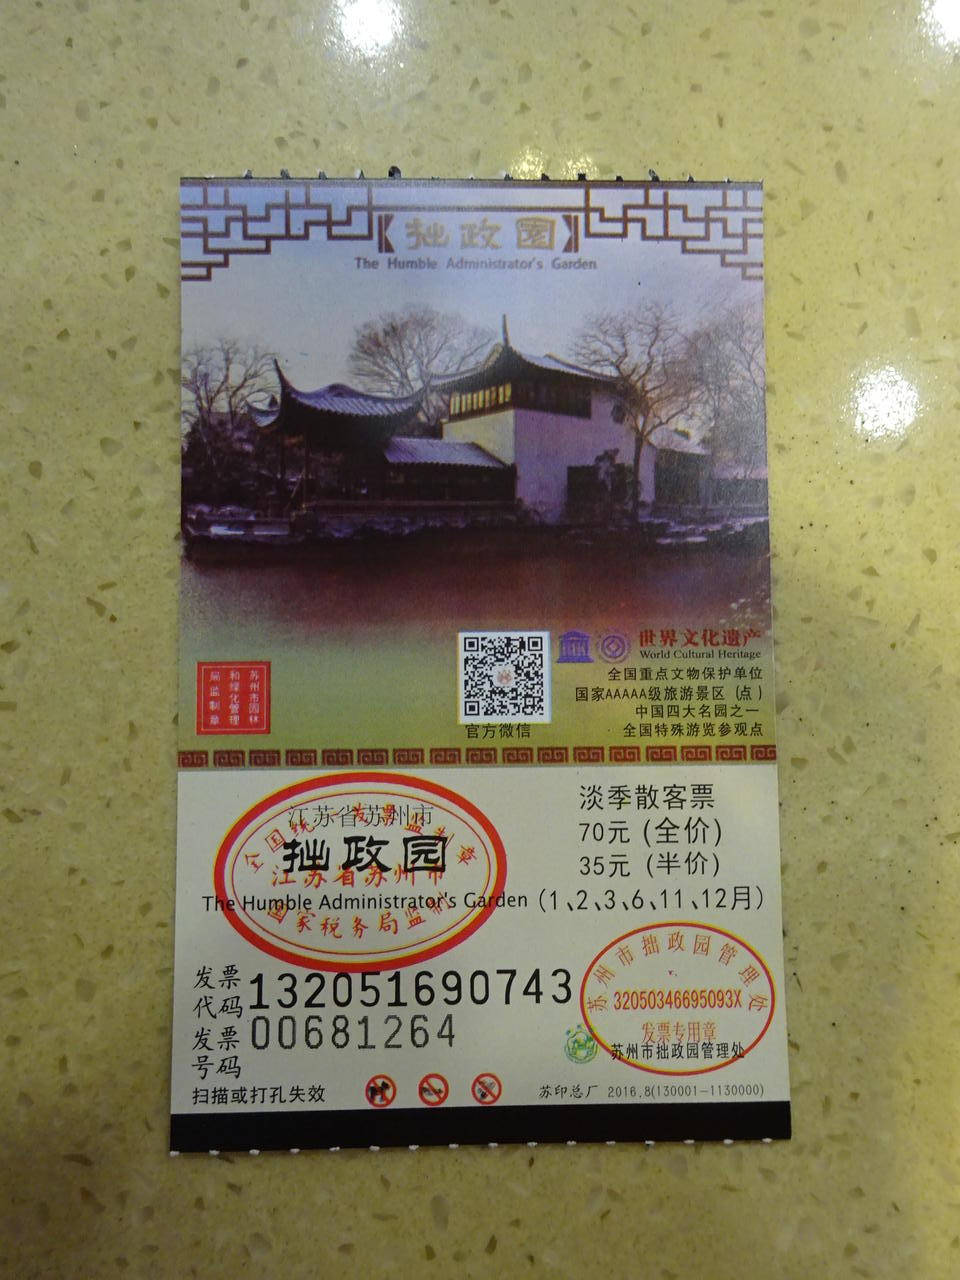 拙政園
The Humble Administrator's Garden
世界文化遗产
World Cultural Heritage
全国重点文物保护单位
国家AAAAA级旅游景区（点）
中国四大名园之一
全国特殊游览参观点
官方微信
苏州市园林
和绿化管理
局监制章
淡季散客票
70元（全价）
35元（半价）
（1、2、3、6、11、12月）
江苏省苏州市
拙政园
The Humble Administrator's Garden
全国统一发票监制章
江苏省苏州市
国家税务局监制
发票代码 132051690743
发票号码 00681264
苏州市拙政园管理处
32050346695093X
发票专用章
苏州市拙政园管理处
扫描或打孔失效
苏印总厂 2016.8(130001-1130000)